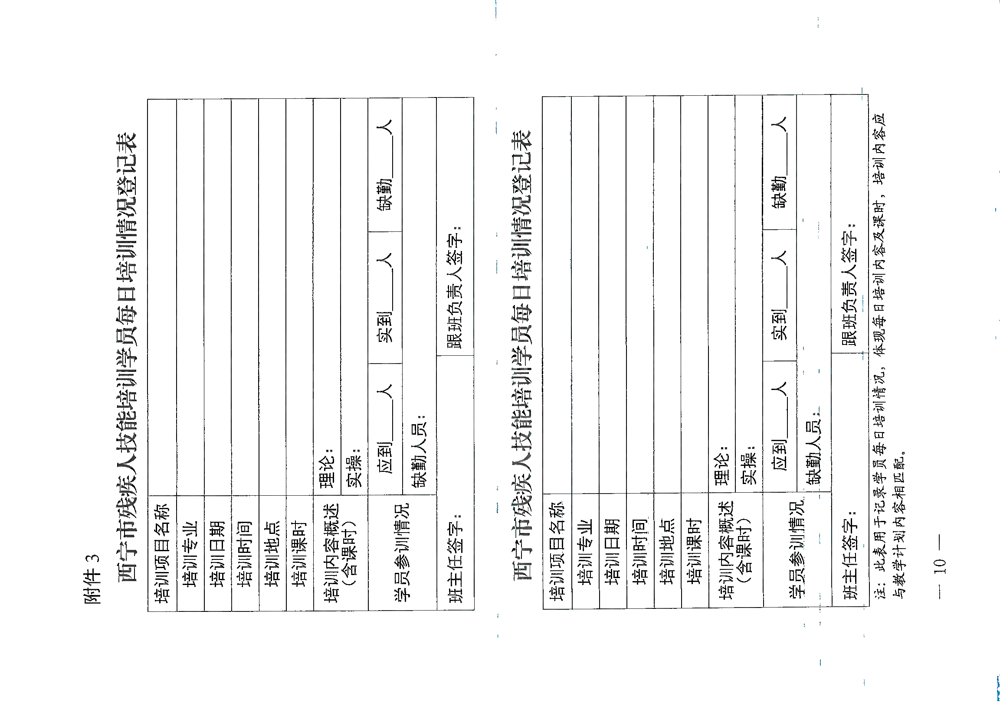 附件 3
西宁市残疾人技能培训学员每日培训情况登记表
培训项目名称
培训专业
培训日期
培训时间
培训地点
培训课时
培训内容概述
（含课时）
理论：
实操：
学员参训情况
应到____人 实到____人 缺勤____人
缺勤人员：
班主任签字： 跟班负责人签字：
西宁市残疾人技能培训学员每日培训情况登记表
培训项目名称
培训专业
培训日期
培训时间
培训地点
培训课时
培训内容概述
（含课时）
理论：
实操：
学员参训情况
应到____人 实到____人 缺勤____人
缺勤人员：
班主任签字： 跟班负责人签字：
注：此表用于记录学员每日培训情况，体现每日培训内容及课时，培训内容应
与教学计划内容相匹配。
— 10 —